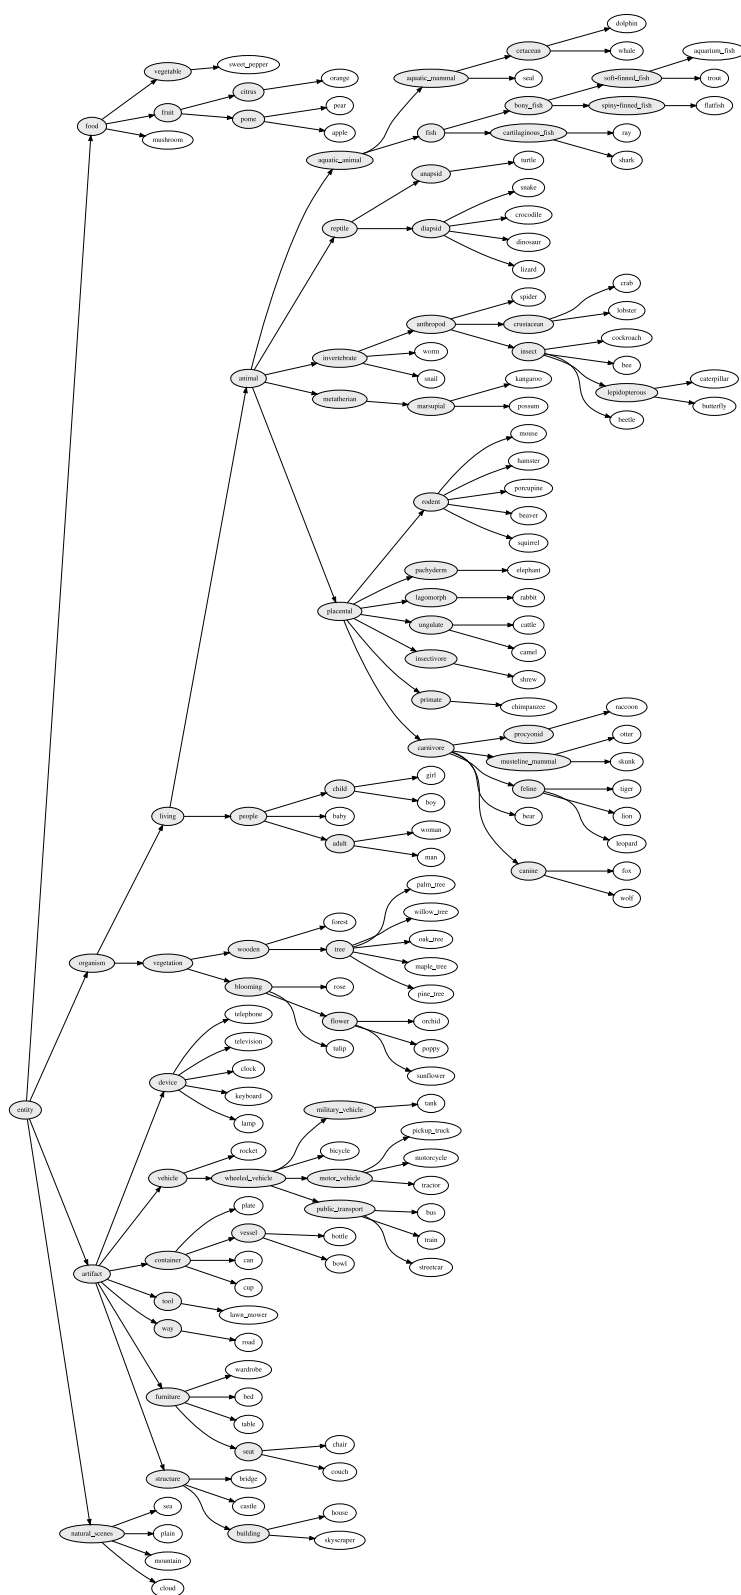 dolphin
cetacean
whale
aquarium_fish
sweet_pepper
vegetable
aquatic_mammal
seal
soft-finned_fish
trout
orange
citrus
bony_fish
spiny-finned_fish
flatfish
fruit
pear
pome
food
apple
fish
cartilaginous_fish
ray
mushroom
aquatic_animal
shark
turtle
anapsid
snake
crocodile
reptile
diapsid
dinosaur
lizard
crab
lobster
spider
anthropod
crustacean
cockroach
insect
worm
invertebrate
bee
snail
animal
kangaroo
caterpillar
lepidopterous
metatherian
marsupial
possum
butterfly
beetle
mouse
hamster
porcupine
rodent
beaver
squirrel
pachyderm
elephant
lagomorph
rabbit
placental
ungulate
cattle
camel
insectivore
shrew
primate
chimpanzee
raccoon
procyonid
otter
carnivore
musteline_mammal
skunk
girl
child
feline
tiger
boy
living
people
baby
bear
lion
woman
adult
leopard
man
canine
fox
palm_tree
wolf
willow_tree
forest
oak_tree
wooden
tree
organism
vegetation
maple_tree
blooming
rose
pine_tree
telephone
flower
orchid
television
tulip
poppy
clock
sunflower
device
keyboard
entity
military_vehicle
tank
lamp
pickup_truck
rocket
bicycle
motorcycle
vehicle
wheeled_vehicle
motor_vehicle
tractor
plate
public_transport
bus
vessel
bottle
train
container
can
bowl
streetcar
artifact
cup
tool
lawn_mower
way
road
wardrobe
furniture
bed
table
chair
seat
couch
structure
bridge
sea
castle
house
natural_scenes
plain
building
skyscraper
mountain
cloud